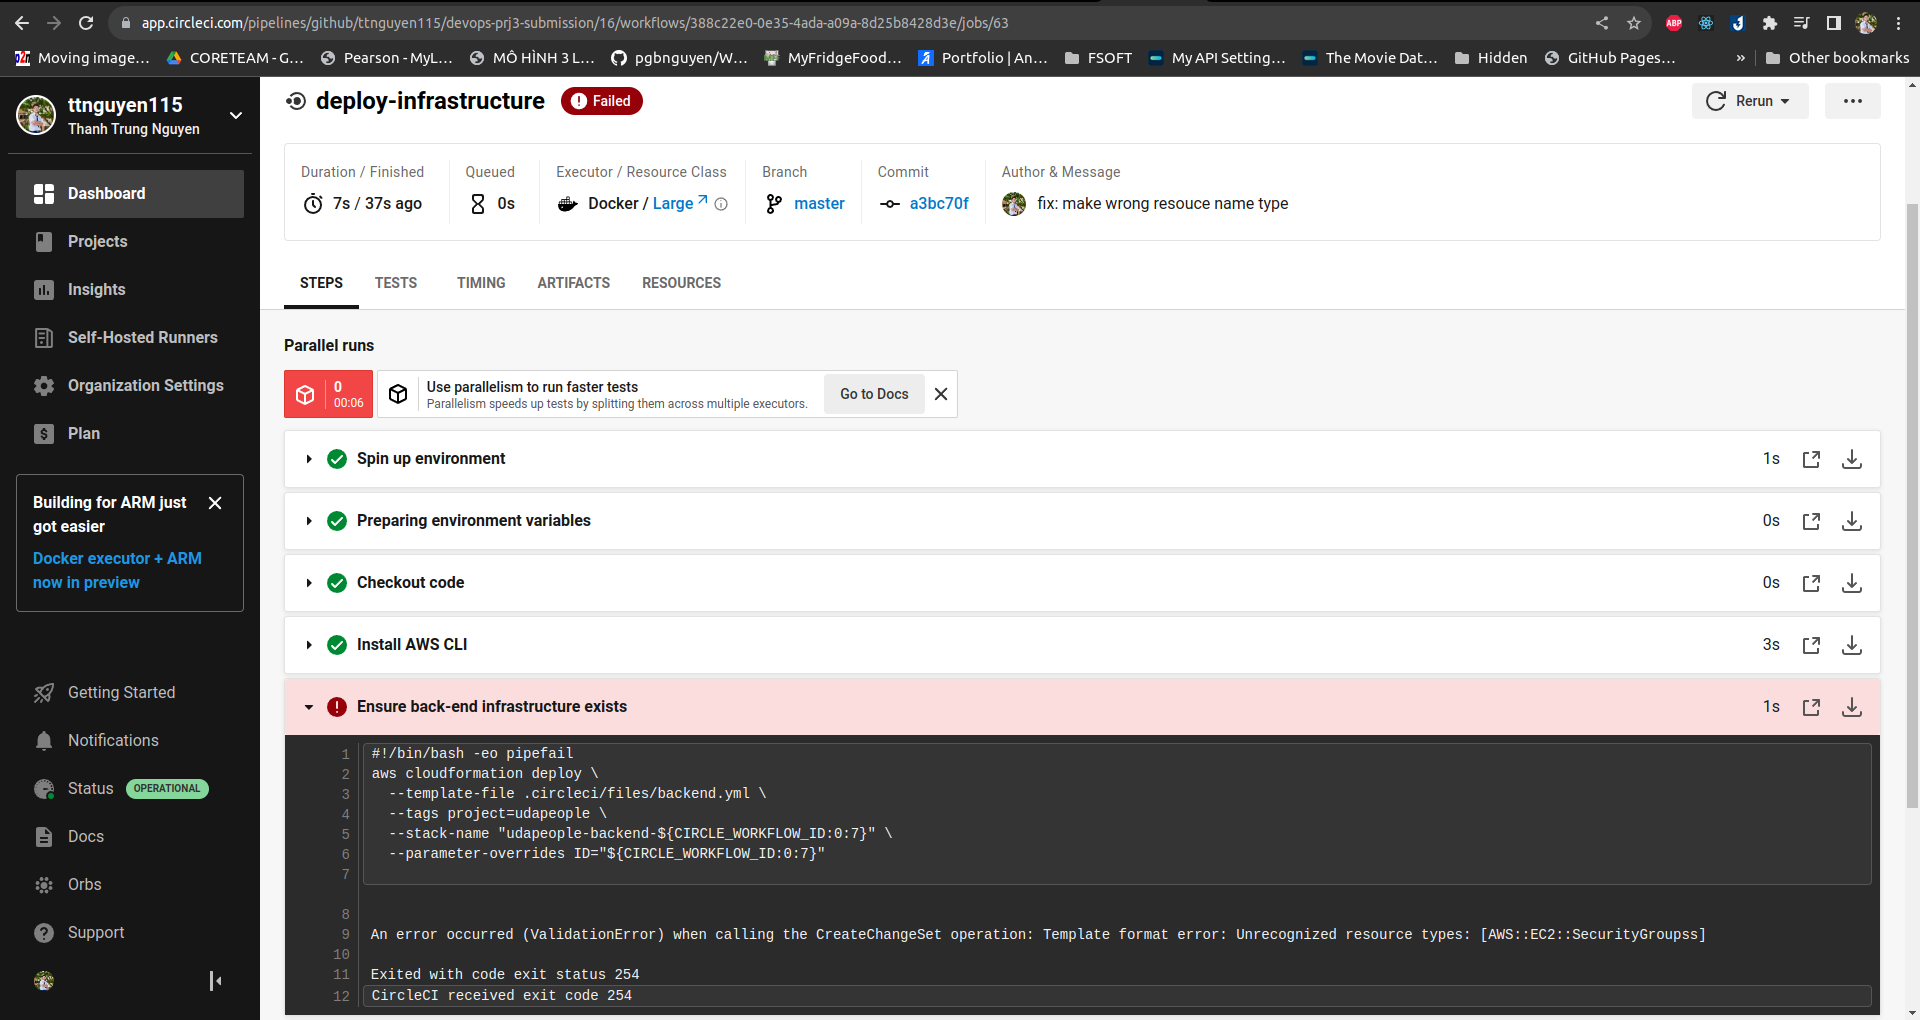 app.circleci.com/pipelines/github/ttnguyen115/devops-prj3-submission/16/workflows/388c22e0-0e35-4ada-a09a-8d25b8428d3e/jobs/63
ABP
Moving image... CORETEAM - G... Pearson - MyL... MÔ HÌNH 3 L... pgbnguyen/W... MyFridgeFood... Portfolio | An... FSOFT My API Setting... The Movie Dat... Hidden GitHub Pages... » Other bookmarks
ttnguyen115
Thanh Trung Nguyen
Dashboard
Projects
Insights
Self-Hosted Runners
Organization Settings
Plan
Building for ARM just
got easier
Docker executor + ARM
now in preview
Getting Started
Notifications
Status OPERATIONAL
Docs
Orbs
Support
deploy-infrastructure Failed
Rerun
Duration / Finished Queued Executor / Resource Class Branch Commit Author & Message
7s / 37s ago 0s Docker / Large master a3bc70f fix: make wrong resouce name type
STEPS TESTS TIMING ARTIFACTS RESOURCES
Parallel runs
0
00:06
Use parallelism to run faster tests
Parallelism speeds up tests by splitting them across multiple executors.
Go to Docs
Spin up environment 1s
Preparing environment variables 0s
Checkout code 0s
Install AWS CLI 3s
Ensure back-end infrastructure exists 1s
1 #!/bin/bash -eo pipefail
2 aws cloudformation deploy \
3 --template-file .circleci/files/backend.yml \
4 --tags project=udapeople \
5 --stack-name "udapeople-backend-${CIRCLE_WORKFLOW_ID:0:7}" \
6 --parameter-overrides ID="${CIRCLE_WORKFLOW_ID:0:7}"
7
8
9 An error occurred (ValidationError) when calling the CreateChangeSet operation: Template format error: Unrecognized resource types: [AWS::EC2::SecurityGroupss]
10
11 Exited with code exit status 254
12 CircleCI received exit code 254